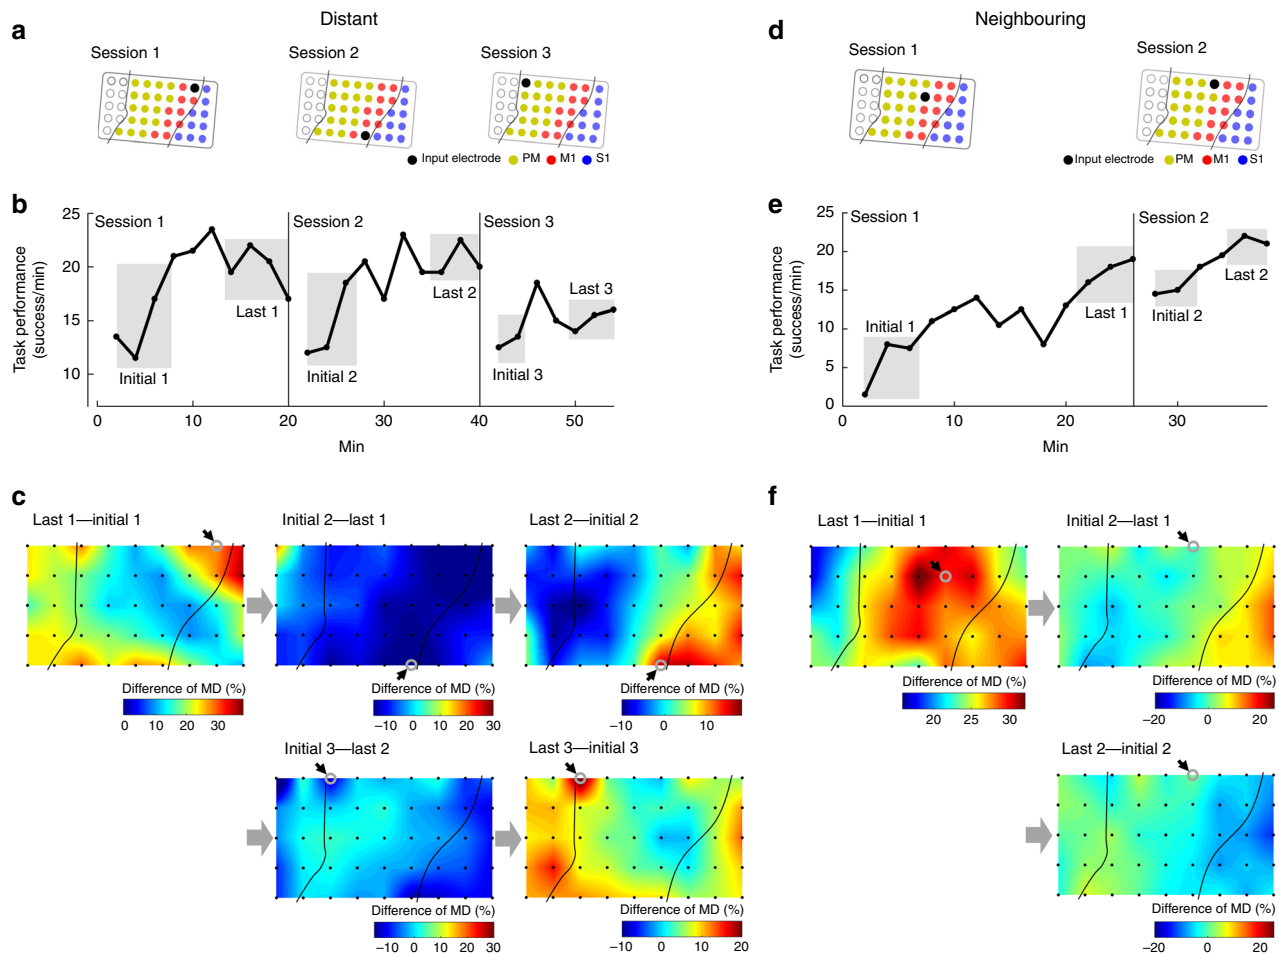 Distant
Neighbouring
a
Session 1
Session 2
Session 3
Input electrode PM M1 S1
d
Session 1
Session 2
Input electrode PM M1 S1
b
Task performance
(success/min)
25
20
15
10
Session 1
Session 2
Session 3
Initial 1
Last 1
Initial 2
Last 2
Initial 3
Last 3
0 10 20 30 40 50
Min
e
Task performance
(success/min)
25
20
15
10
5
0
Session 1
Session 2
Initial 1
Last 1
Initial 2
Last 2
0 10 20 30
Min
c
Last 1—initial 1
Difference of MD (%)
0 10 20 30
Initial 2—last 1
Difference of MD (%)
–10 0 10 20 30
Last 2—initial 2
Difference of MD (%)
–10 0 10
Initial 3—last 2
Difference of MD (%)
–10 0 10 20 30
Last 3—initial 3
Difference of MD (%)
–10 0 10 20
f
Last 1—initial 1
Difference of MD (%)
20 25 30
Initial 2—last 1
Difference of MD (%)
–20 0 20
Last 2—initial 2
Difference of MD (%)
–20 0 20